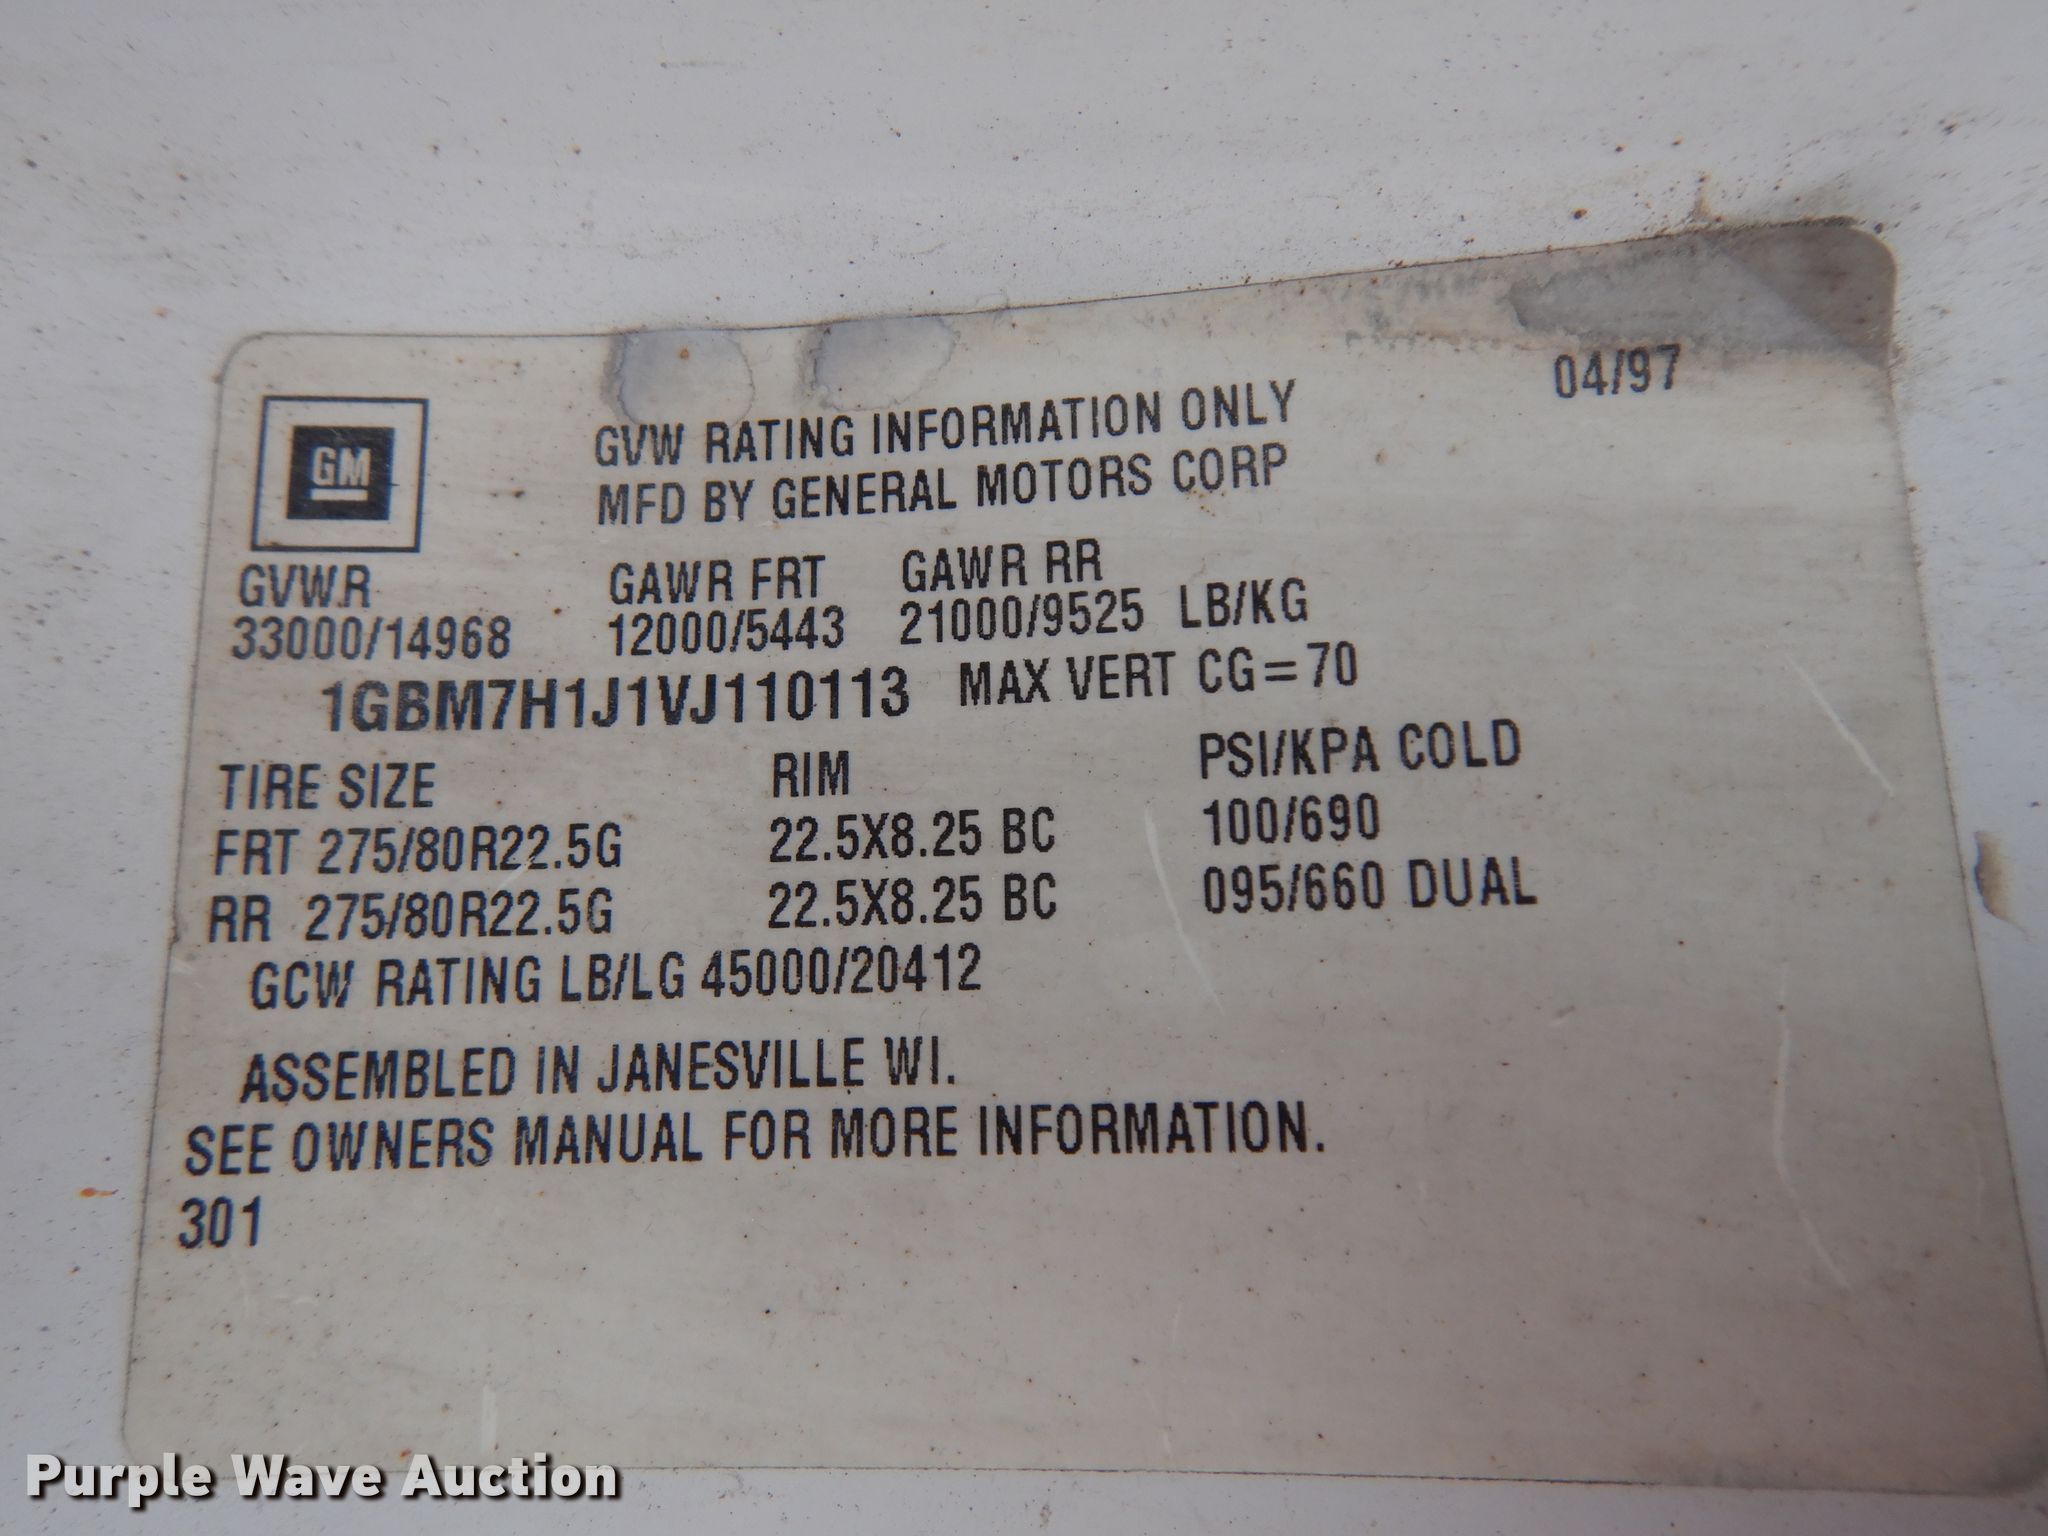 04/97
GM
GVW RATING INFORMATION ONLY
MFD BY GENERAL MOTORS CORP
GVWR GAWR FRT GAWR RR
33000/14968 12000/5443 21000/9525 LB/KG
1GBM7H1J1VJ110113 MAX VERT CG=70
TIRE SIZE RIM PSI/KPA COLD
FRT 275/80R22.5G 22.5X8.25 BC 100/690
RR 275/80R22.5G 22.5X8.25 BC 095/660 DUAL
GCW RATING LB/LG 45000/20412
ASSEMBLED IN JANESVILLE WI.
SEE OWNERS MANUAL FOR MORE INFORMATION.
301
Purple Wave Auction